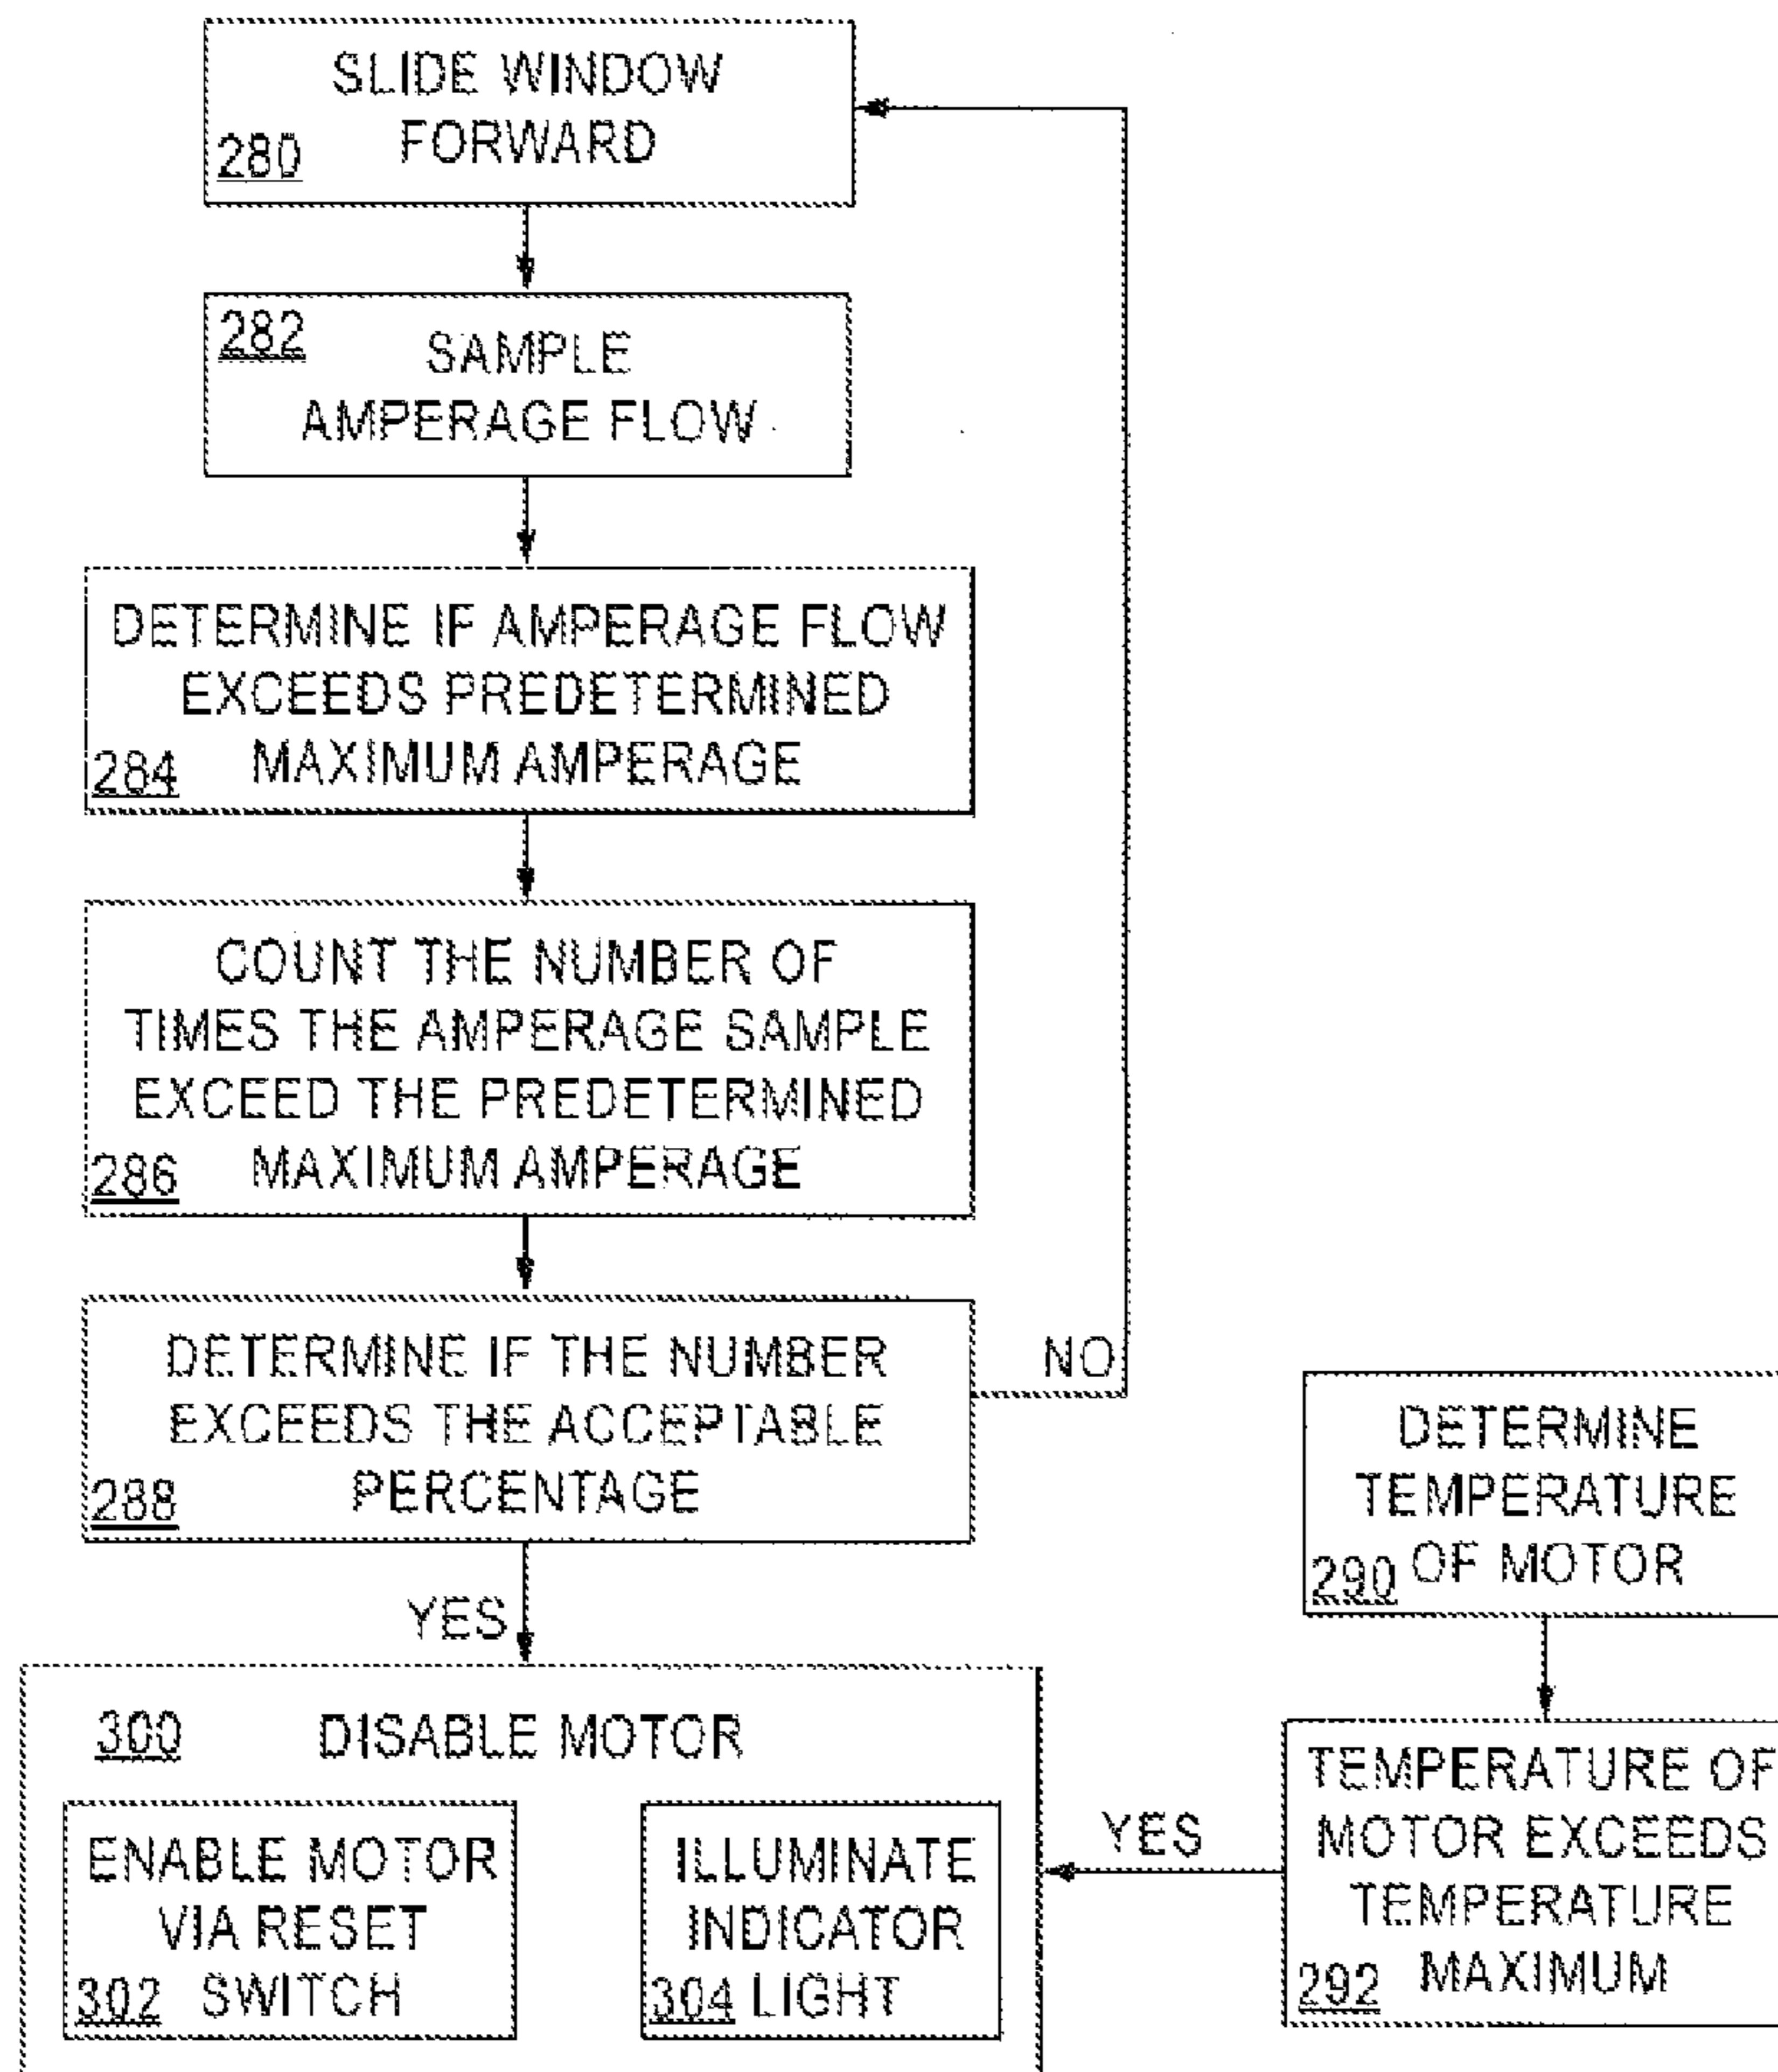 SLIDE WINDOW
FORWARD
280
282
SAMPLE
AMPERAGE FLOW
DETERMINE IF AMPERAGE FLOW
EXCEEDS PREDETERMINED
MAXIMUM AMPERAGE
284
COUNT THE NUMBER OF
TIMES THE AMPERAGE SAMPLE
EXCEED THE PREDETERMINED
MAXIMUM AMPERAGE
286
DETERMINE IF THE NUMBER
EXCEEDS THE ACCEPTABLE
PERCENTAGE
288
NO
YES
DETERMINE
TEMPERATURE
OF MOTOR
290
TEMPERATURE OF
MOTOR EXCEEDS
TEMPERATURE
MAXIMUM
292
YES
300 DISABLE MOTOR
ENABLE MOTOR
VIA RESET
302 SWITCH
ILLUMINATE
INDICATOR
304 LIGHT